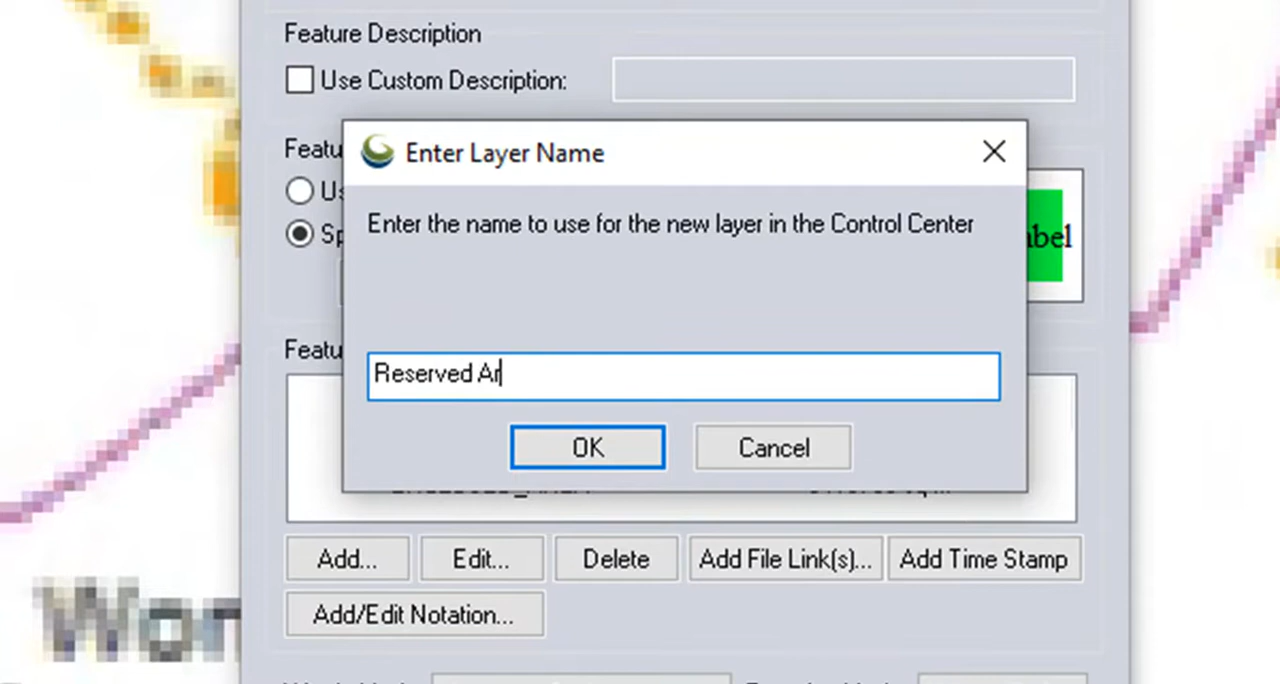 Feature Description
Use Custom Description:
Enter Layer Name
Enter the name to use for the new layer in the Control Center
Reserved Ar
OK
Cancel
Add...
Edit...
Delete
Add File Link(s)...
Add Time Stamp
Add/Edit Notation...